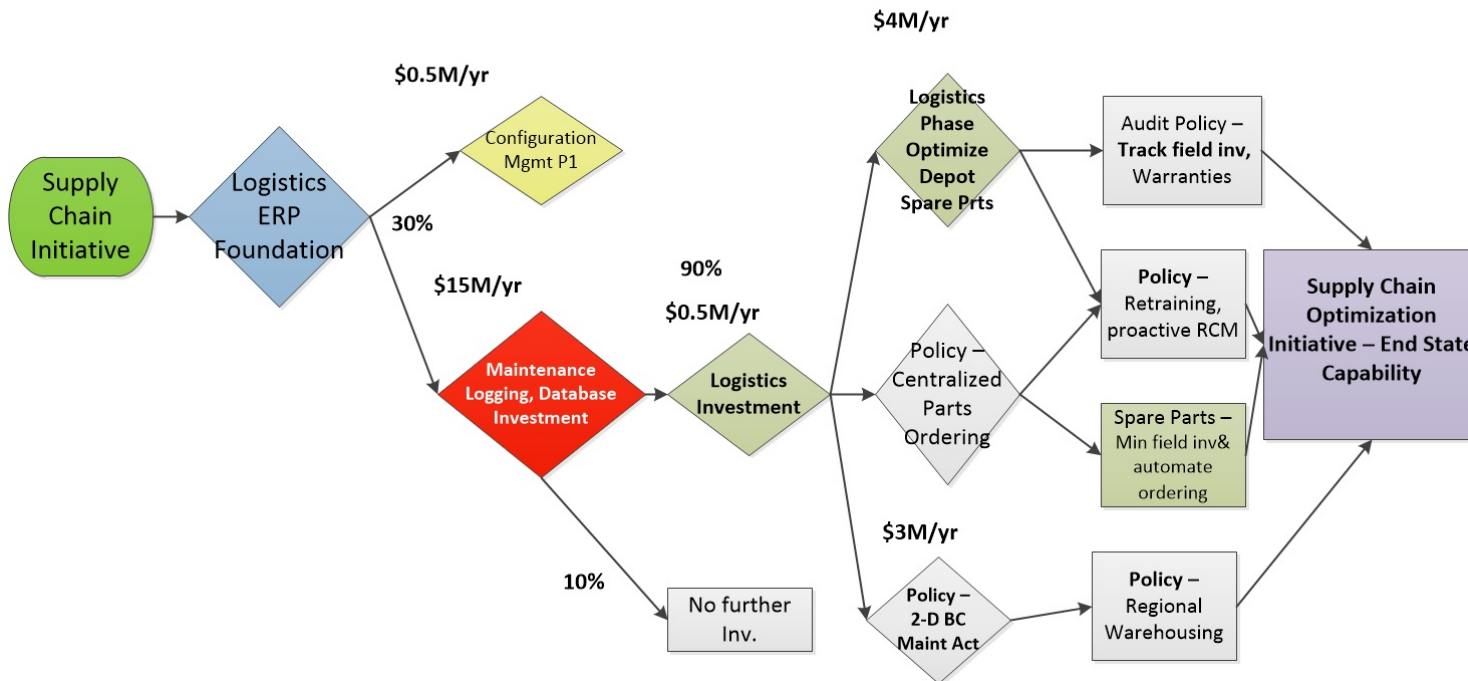 $4M/yr
$0.5M/yr
Configuration
Mgmt P1
Supply
Chain
Initiative
Logistics
ERP
Foundation
30%
$15M/yr
Maintenance
Logging, Database
Investment
90%
$0.5M/yr
Logistics
Investment
10%
No further
Inv.
Logistics
Phase
Optimize
Depot
Spare Prts
Policy –
Centralized
Parts
Ordering
$3M/yr
Policy –
2-D BC
Maint Act
Audit Policy –
Track field inv,
Warranties
Policy –
Retraining,
proactive RCM
Spare Parts –
Min field inv&
automate
ordering
Policy –
Regional
Warehousing
Supply Chain
Optimization
Initiative – End State
Capability